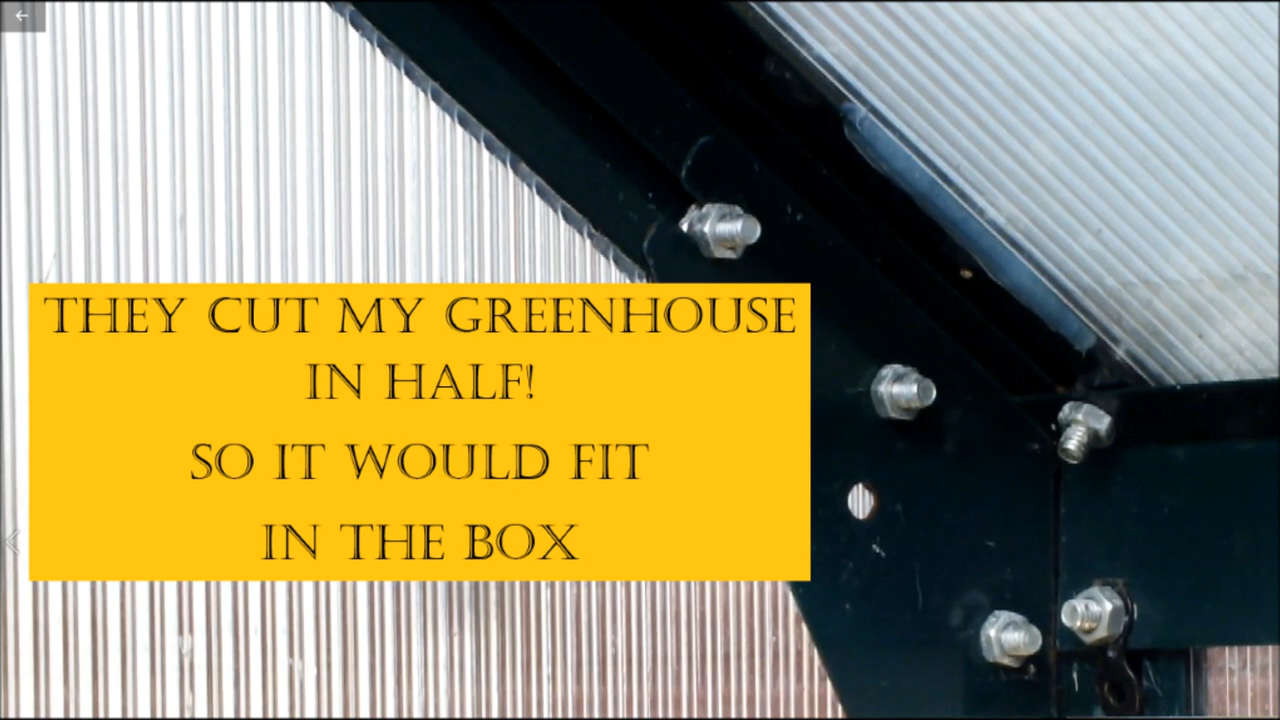 THEY CUT MY GREENHOUSE
IN HALF!
SO IT WOULD FIT
IN THE BOX